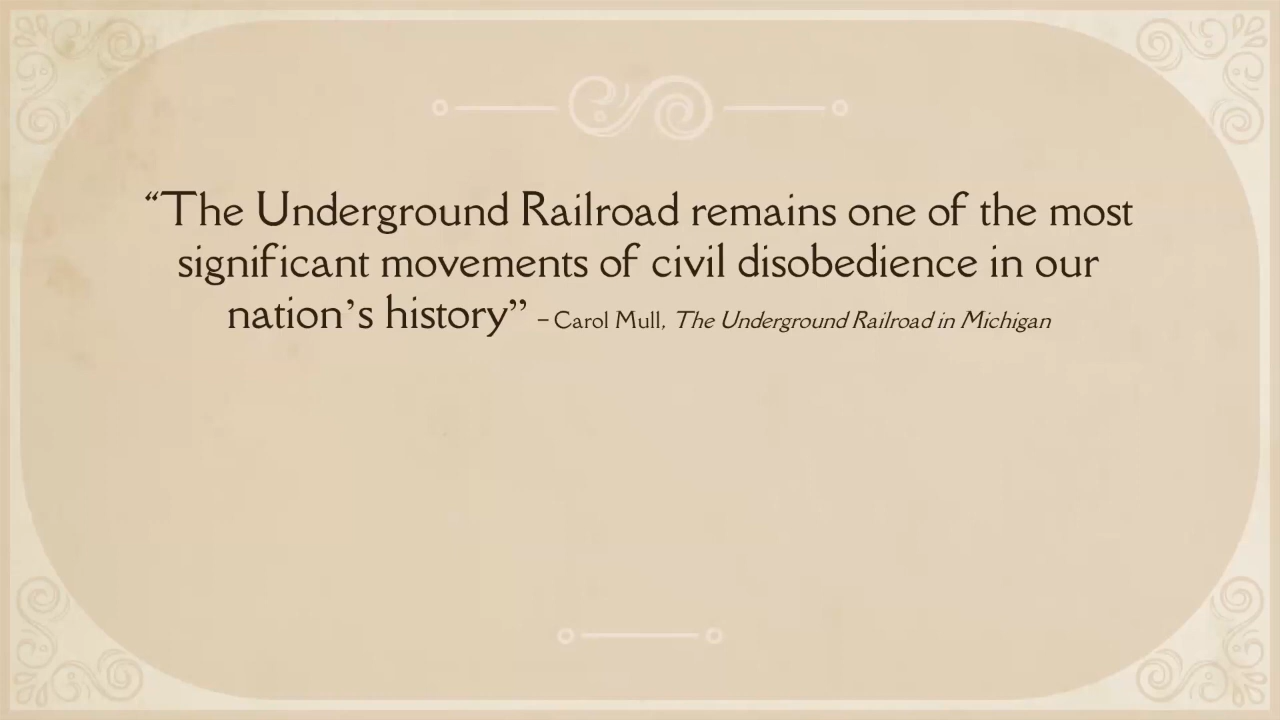 “The Underground Railroad remains one of the most
significant movements of civil disobedience in our
nation’s history” – Carol Mull, The Underground Railroad in Michigan